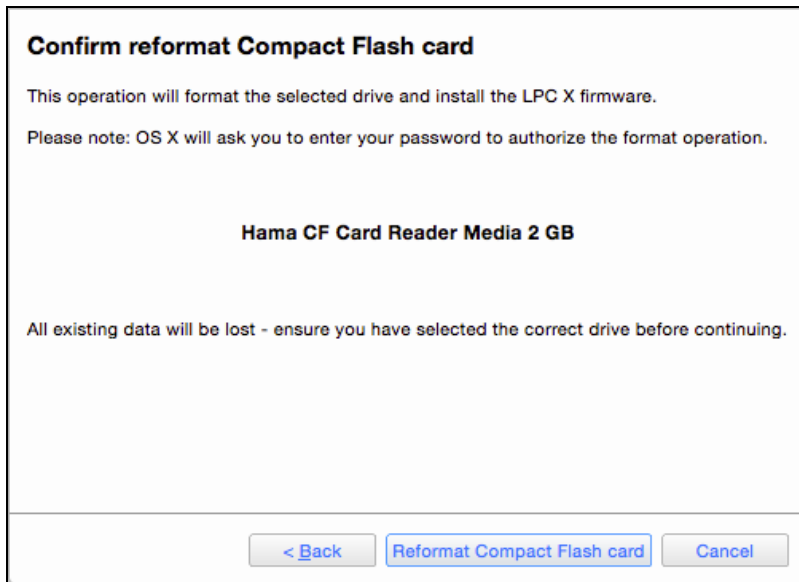 Confirm reformat Compact Flash card
This operation will format the selected drive and install the LPC X firmware.
Please note: OS X will ask you to enter your password to authorize the format operation.
Hama CF Card Reader Media 2 GB
All existing data will be lost - ensure you have selected the correct drive before continuing.
< Back
Reformat Compact Flash card
Cancel